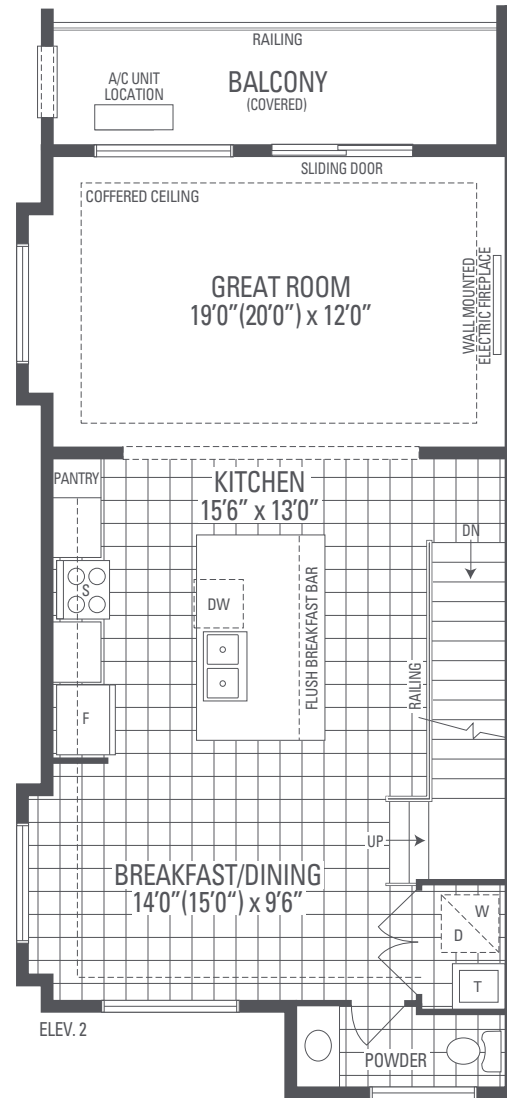 RAILING
A/C UNIT
LOCATION
BALCONY
(COVERED)
SLIDING DOOR
COFFERED CEILING
GREAT ROOM
19'0"(20'0") x 12'0"
WALL MOUNTED
ELECTRIC FIREPLACE
PANTRY
KITCHEN
15'6" x 13'0"
DN
S
DW
FLUSH BREAKFAST BAR
RAILING
F
UP
BREAKFAST/DINING
14'0"(15'0") x 9'6"
W
D
T
ELEV. 2
POWDER